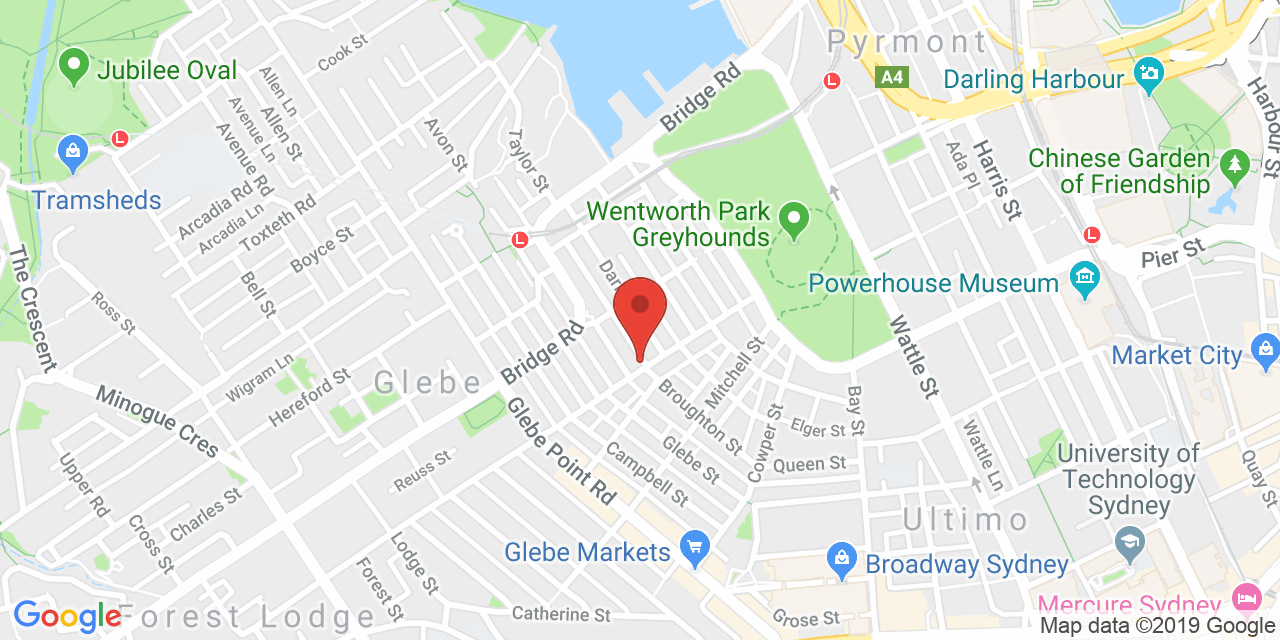 Pyrmont
Jubilee Oval
Cook St
Bridge Rd
A4
Darling Harbour
Harbour St
Allen Ln
Allen St
Avenue Ln
Avenue Rd
Avon St
Taylor St
Harris St
Ada Pl
Chinese Garden
of Friendship
Tramsheds
Arcadia Rd
Arcadia Ln
Toxteth Rd
Boyce St
Wentworth Park
Greyhounds
L
L
L
L
Pier St
The Crescent
Ross St
Bell St
Powerhouse Museum
Wigram Ln
Hereford St
Bridge Rd
Glebe
Mitchell St
Wattle St
Market City
Minogue Cres
Glebe Point Rd
Broughton St
Elger St
Bay St
Cowper St
Queen St
Glebe St
Campbell St
Reuss St
Wattle Ln
University of
Technology
Sydney
Quay St
Upper Rd
Charles St
Cross St
Lodge St
Forest St
Ultimo
Glebe Markets
Broadway Sydney
Catherine St
Grose St
Mercure Sydney
Google
Forest Lodge
Map data ©2019 Google